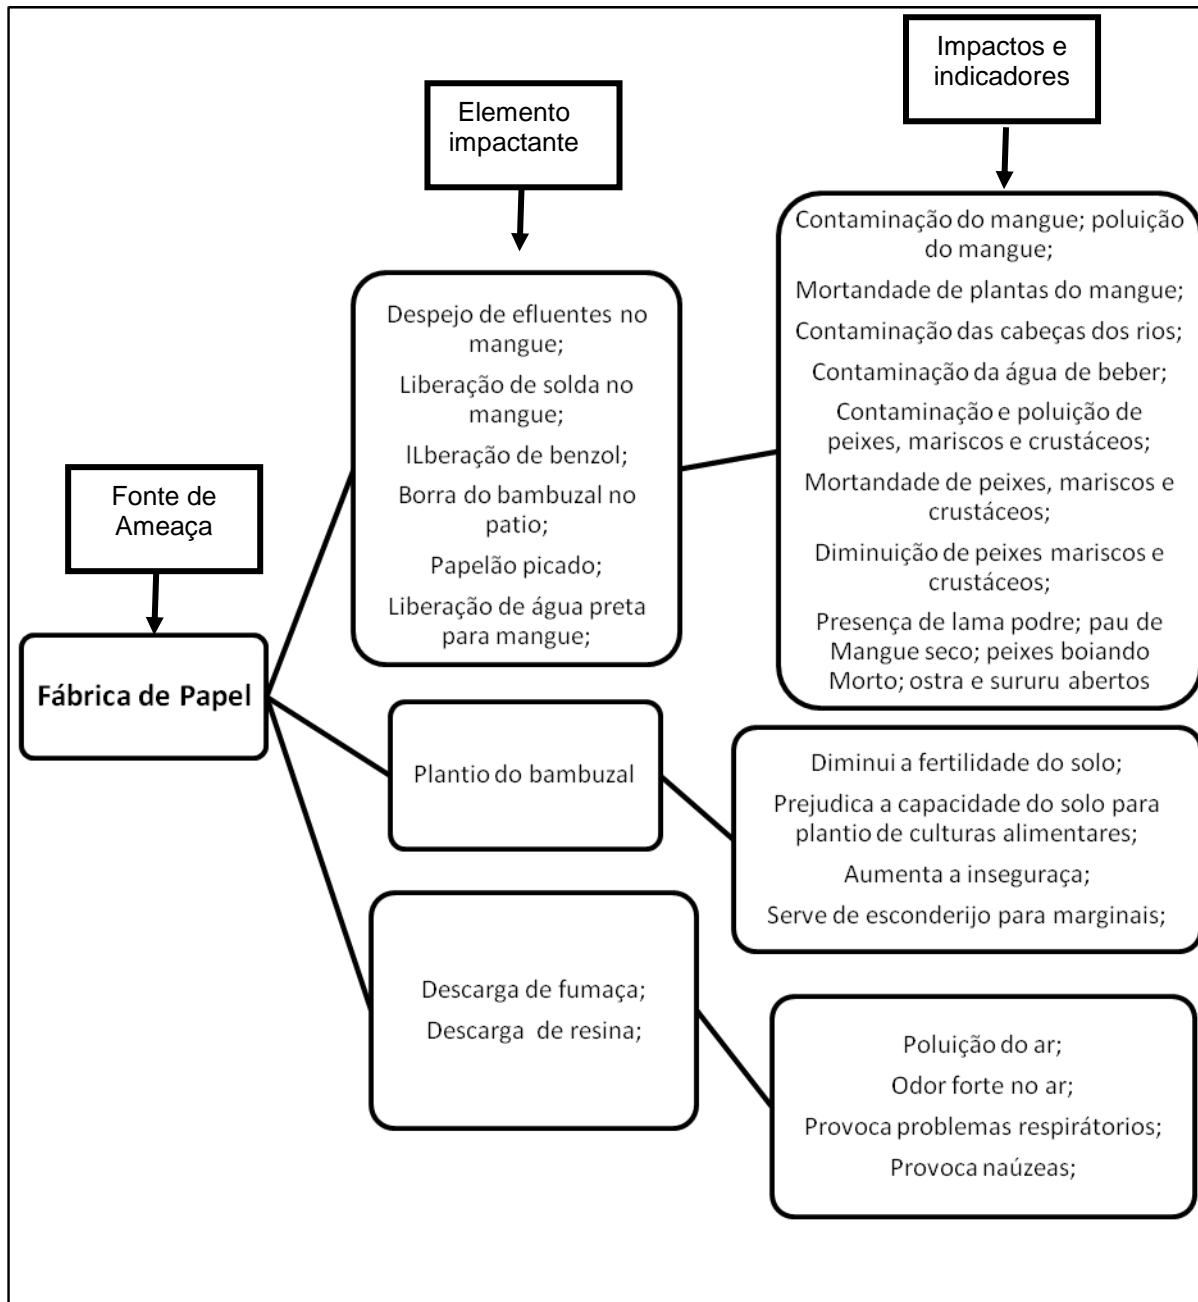 Impactos e
indicadores
Elemento
impactante
Fonte de
Ameaça
Fábrica de Papel
Despejo de efluentes no
mangue;
Liberação de solda no
mangue;
lLberação de benzol;
Borra do bambuzal no
patio;
Papelão picado;
Liberação de água preta
para mangue;
Plantio do bambuzal
Descarga de fumaça;
Descarga de resina;
Contaminação do mangue; poluição
do mangue;
Mortandade de plantas do mangue;
Contaminação das cabeças dos rios;
Contaminação da água de beber;
Contaminação e poluição de
peixes, mariscos e crustáceos;
Mortandade de peixes, mariscos e
crustáceos;
Diminuição de peixes mariscos e
crustáceos;
Presença de lama podre; pau de
Mangue seco; peixes boiando
Morto; ostra e sururu abertos
Diminui a fertilidade do solo;
Prejudica a capacidade do solo para
plantio de culturas alimentares;
Aumenta a inseguraça;
Serve de esconderijo para marginais;
Poluição do ar;
Odor forte no ar;
Provoca problemas respirátorios;
Provoca naúzeas;